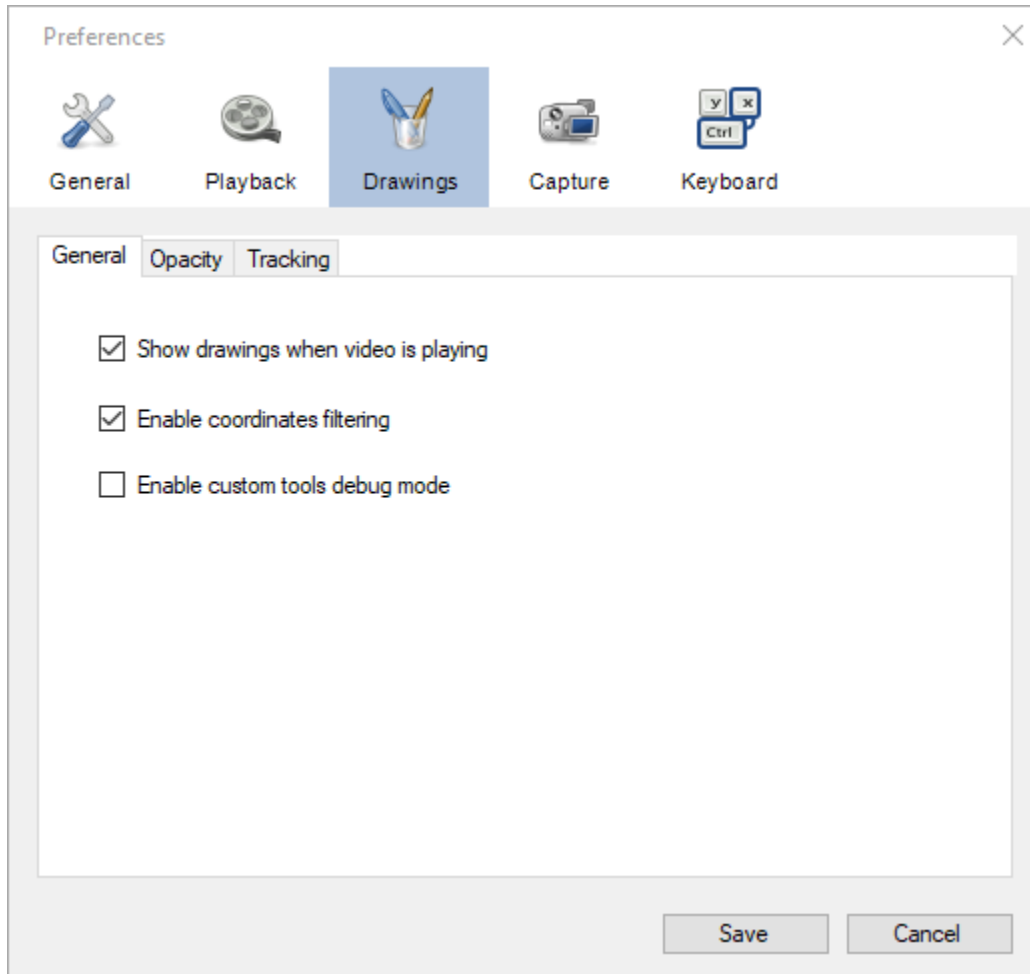 Preferences
y x
Ctrl
General Playback Drawings Capture Keyboard
General Opacity Tracking
Show drawings when video is playing
Enable coordinates filtering
Enable custom tools debug mode
Save Cancel